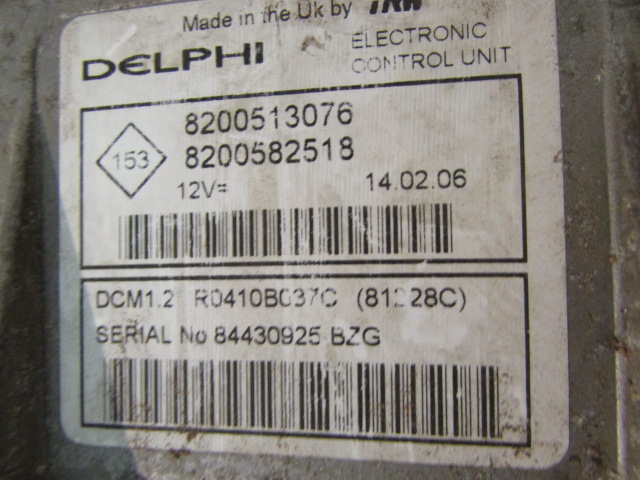 Made in the Uk by TRW
DELPHI
ELECTRONIC
CONTROL UNIT
153
8200513076
8200582518
12V=
14.02.06
DCM1.2 R0410B037C
SERIAL No 84430925 BZG